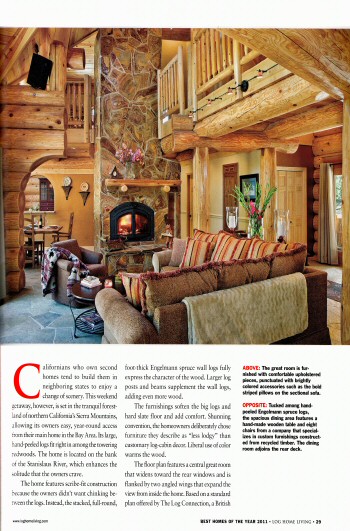 Californians who own second
homes tend to build them in
neighboring states to enjoy a
change of scenery. This weekend
getaway, however, is set in the tranquil forest-
land of northern California's Sierra Mountains,
allowing its owners easy, year-round access
from their main home in the Bay Area. Its large,
hand-peeled logs fit right in among the towering
redwoods. The home is located on the bank
of the Stanislaus River, which enhances the
solitude that the owners crave.
The home features scribe-fit construction
because the owners didn't want chinking be-
tween the logs. Instead, the stacked, full-round,
foot-thick Engelmann spruce wall logs fully
express the character of the wood. Larger log
posts and beams supplement the wall logs,
adding even more wood.
The furnishings soften the big logs and
hard slate floor and add comfort. Shunning
convention, the homeowners deliberately chose
furniture they describe as "less lodgy" than
customary log-cabin decor. Liberal use of color
warms the wood.
The floor plan features a central great room
that widens toward the rear windows and is
flanked by two angled wings that expand the
view from inside the home. Based on a standard
plan offered by The Log Connection, a British
ABOVE: The great room is fur-
nished with comfortable upholstered
pieces, punctuated with brightly
colored accessories such as the bold
striped pillows on the sectional sofa.
OPPOSITE: Tucked among hand-
peeled Engelmann spruce logs,
the spacious dining area features a
hand-made wooden table and eight
chairs from a company that special-
izes in custom furnishings construct-
ed from recycled timber. The dining
room adjoins the rear deck.
www.loghomeliving.com
BEST HOMES OF THE YEAR 2011 • LOG HOME LIVING • 29